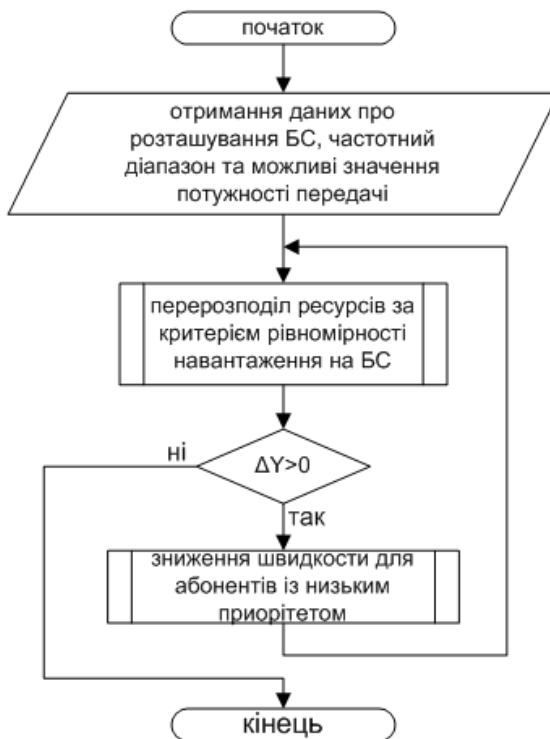 початок
отримання даних про
розташування БС, частотний
діапазон та можливі значення
потужності передачі
перерозподіл ресурсів за
критерієм рівномірності
навантаження на БС
ні
ΔY>0
так
зниження швидкости для
абонентів із низьким
приорітетом
кінець